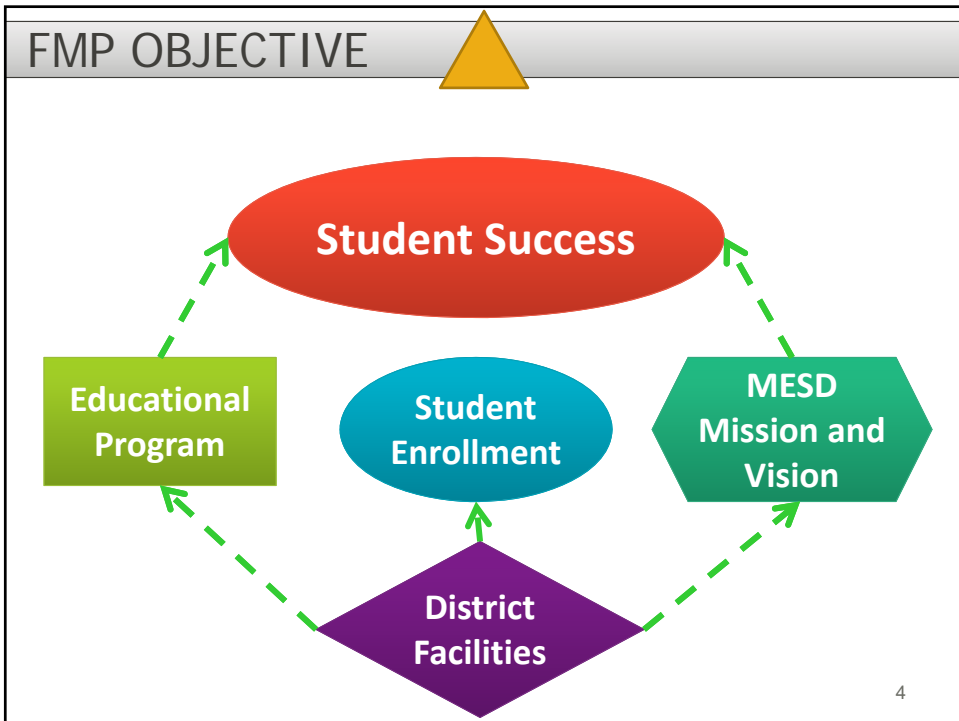 FMP OBJECTIVE
Student Success
Educational
Program
Student
Enrollment
MESD
Mission and
Vision
District
Facilities
4